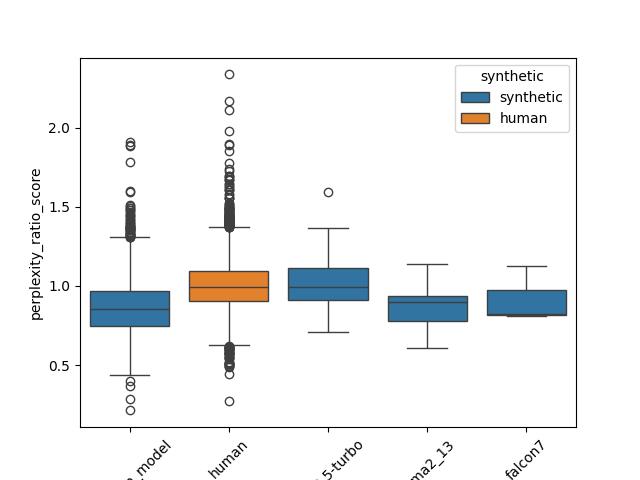 synthetic
synthetic
human
perplexity_ratio_score
2.0
1.5
1.0
0.5
_model
human
.5-turbo
ma2_13
falcon7